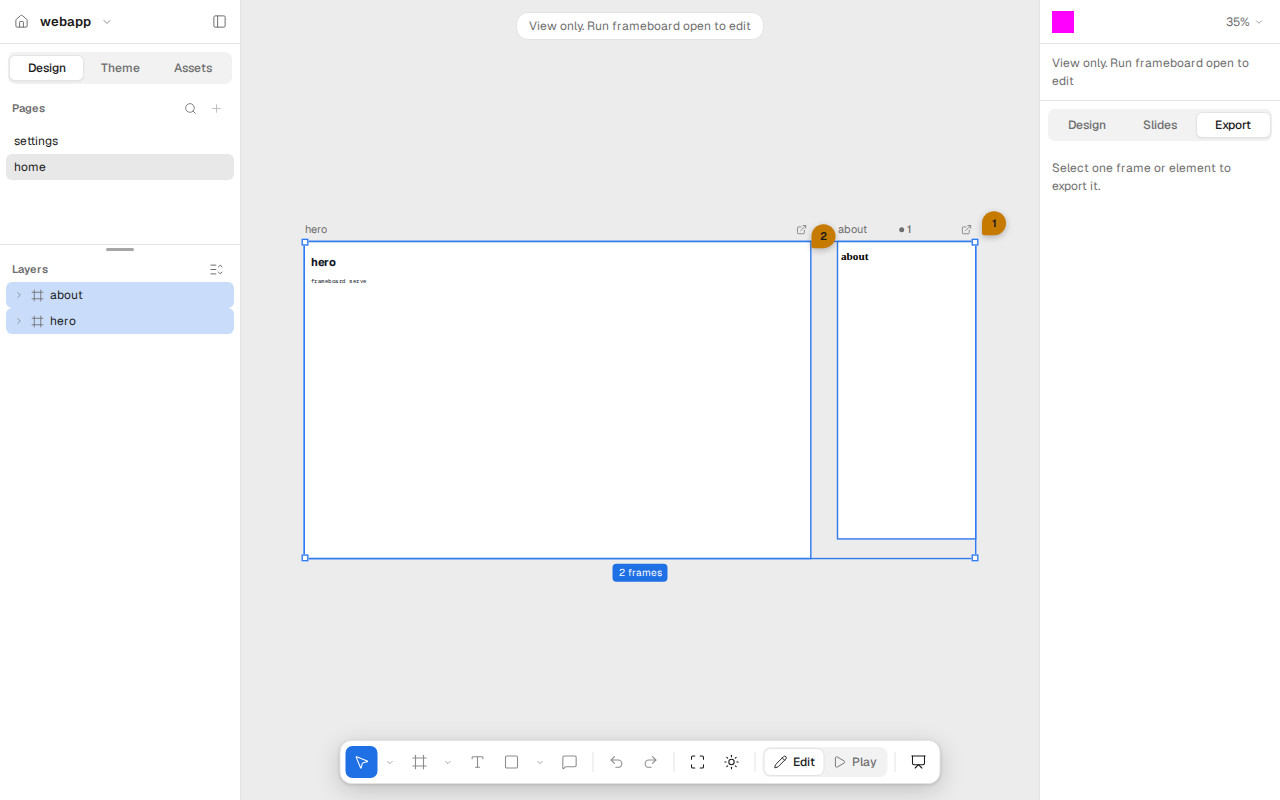 webapp
View only. Run frameboard open to edit
35%
View only. Run frameboard open to
edit
Design
Theme
Assets
Design
Slides
Export
Pages
settings
home
Select one frame or element to
export it.
hero
2
about
1
1
hero
frameboard serve
about
Layers
about
hero
2 frames
Edit
Play